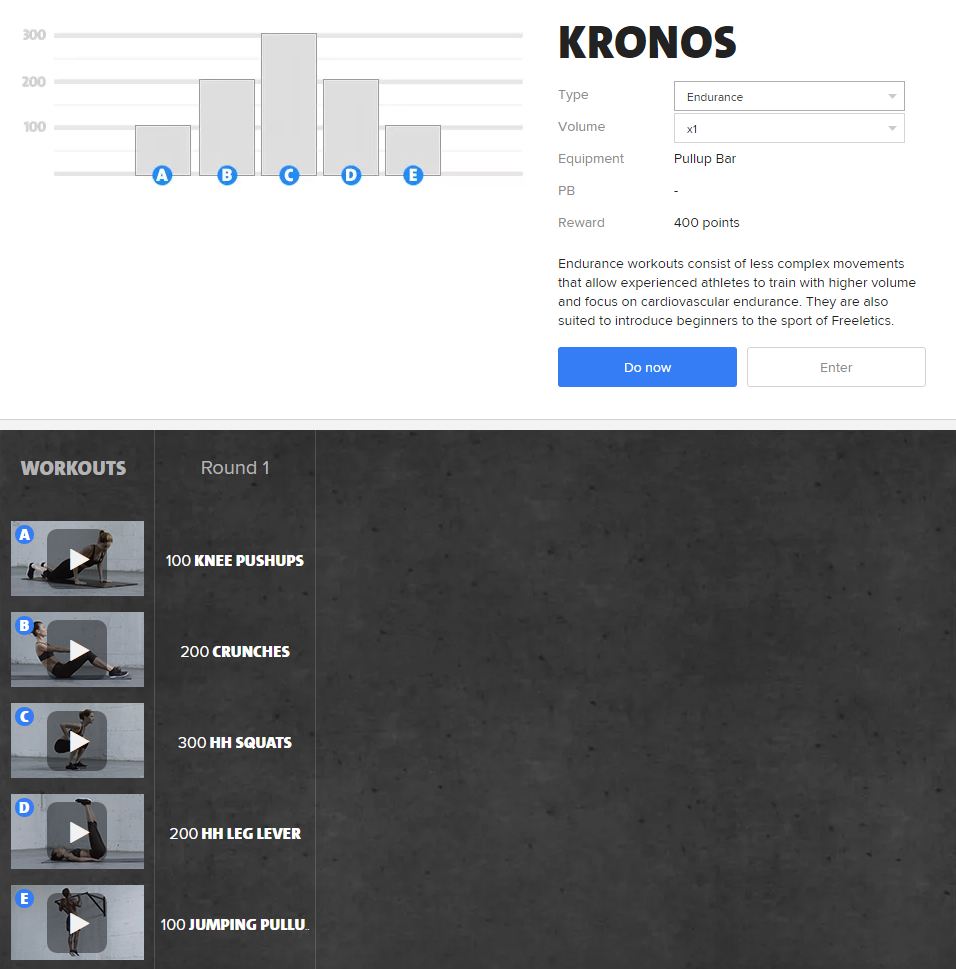 300
200
100
A B C D E
KRONOS
Type Endurance
Volume x1
Equipment Pullup Bar
PB -
Reward 400 points
Endurance workouts consist of less complex movements
that allow experienced athletes to train with higher volume
and focus on cardiovascular endurance. They are also
suited to introduce beginners to the sport of Freeletics.
Do now Enter
WORKOUTS Round 1
A
100 KNEE PUSHUPS
B
200 CRUNCHES
C
300 HH SQUATS
D
200 HH LEG LEVER
E
100 JUMPING PULLU..